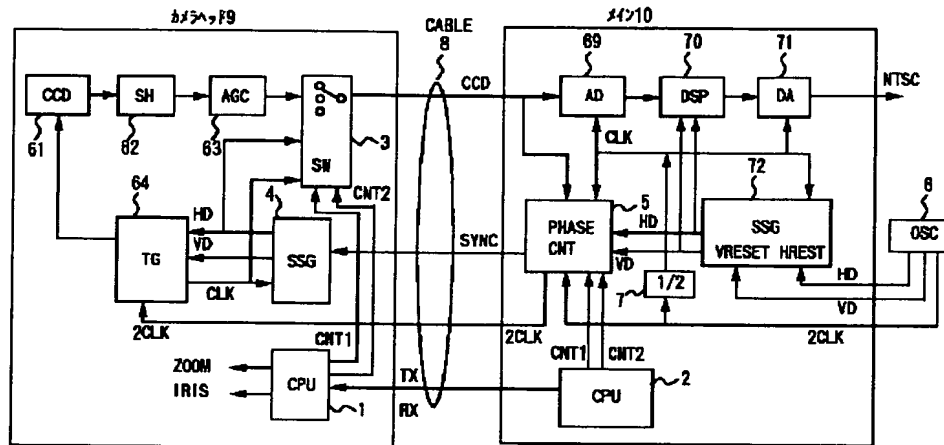 カメラヘッド9
メイン10
CABLE
8
69
70
71
CCD
SH
AGC
CCD
AD
DSP
DA
NTSC
61
62
63
SW
3
CLK
CNT2
72
64
4
5
6
HD
VD
TG
SSG
SYNC
PHASE
CNT
HD
VD
SSG
VRESET HREST
OSC
HD
VD
CLK
7
1/2
2CLK
2CLK
CNT1
CNT1
CNT2
ZOOM
IRIS
CPU
TX
RX
CPU
1
2